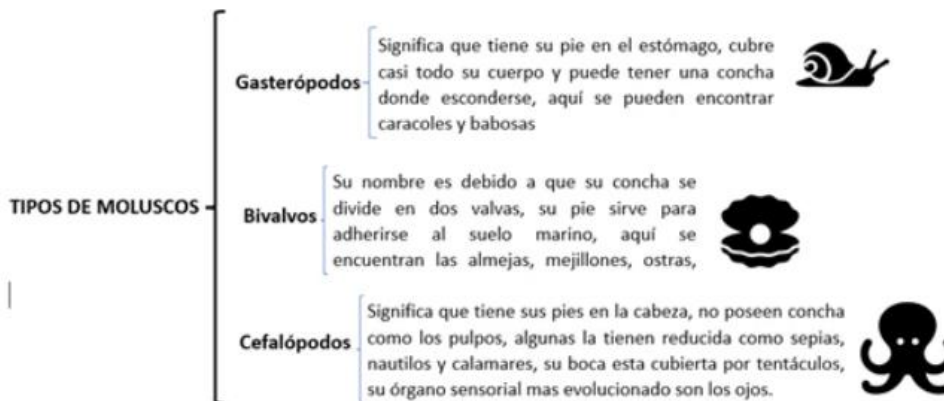 Gasterópodos
Significa que tiene su pie en el estómago, cubre
casi todo su cuerpo y puede tener una concha
donde esconderse, aquí se pueden encontrar
caracoles y babosas
TIPOS DE MOLUSCOS
Bivalvos
Su nombre es debido a que su concha se
divide en dos valvas, su pie sirve para
adherirse al suelo marino, aquí se
encuentran las almejas, mejillones, ostras,
Cefalópodos
Significa que tiene sus pies en la cabeza, no poseen concha
como los pulpos, algunas la tienen reducida como sepias,
nautilos y calamares, su boca esta cubierta por tentáculos,
su órgano sensorial mas evolucionado son los ojos.